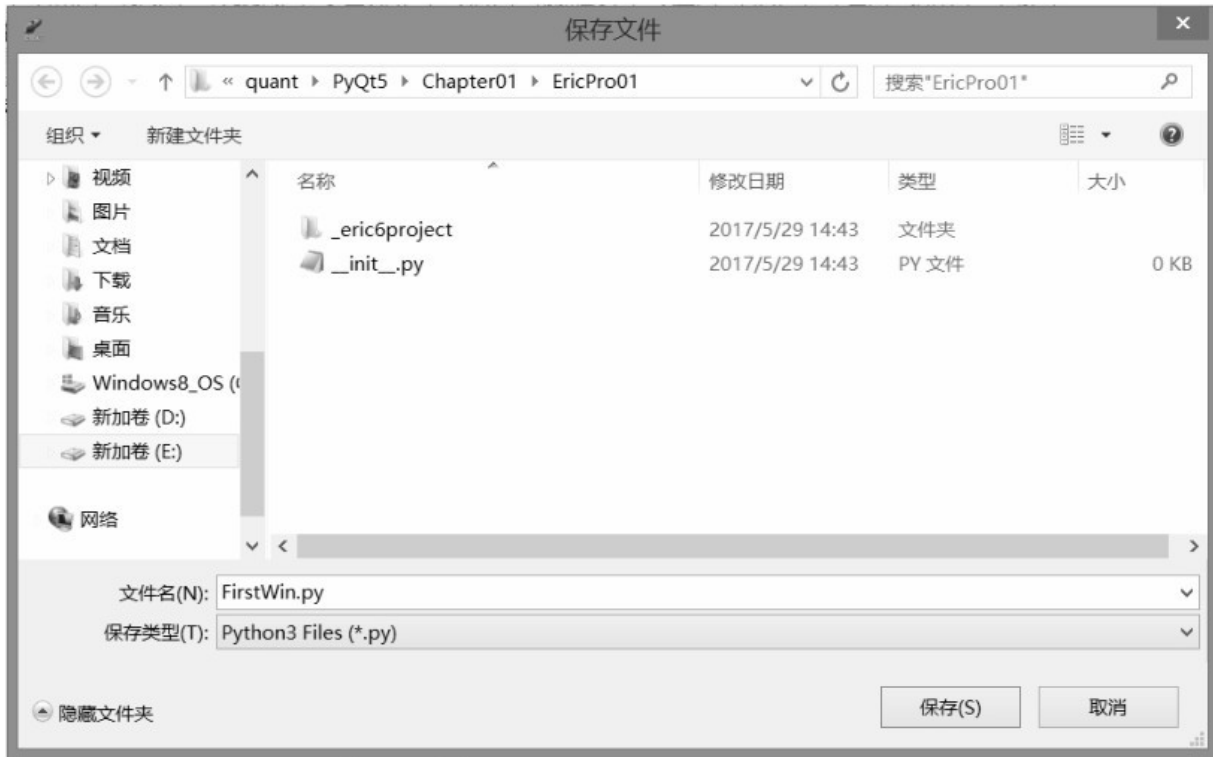 保存文件
« quant PyQt5 Chapter01 EricPro01
搜索"EricPro01"
组织 新建文件夹
名称 修改日期 类型 大小
视频
图片
文档
下载
音乐
桌面
Windows8_OS (
新加卷 (D:)
新加卷 (E:)
网络
_eric6project 2017/5/29 14:43 文件夹
__init__.py 2017/5/29 14:43 PY 文件 0 KB
文件名(N): FirstWin.py
保存类型(T): Python3 Files (*.py)
隐藏文件夹
保存(S) 取消